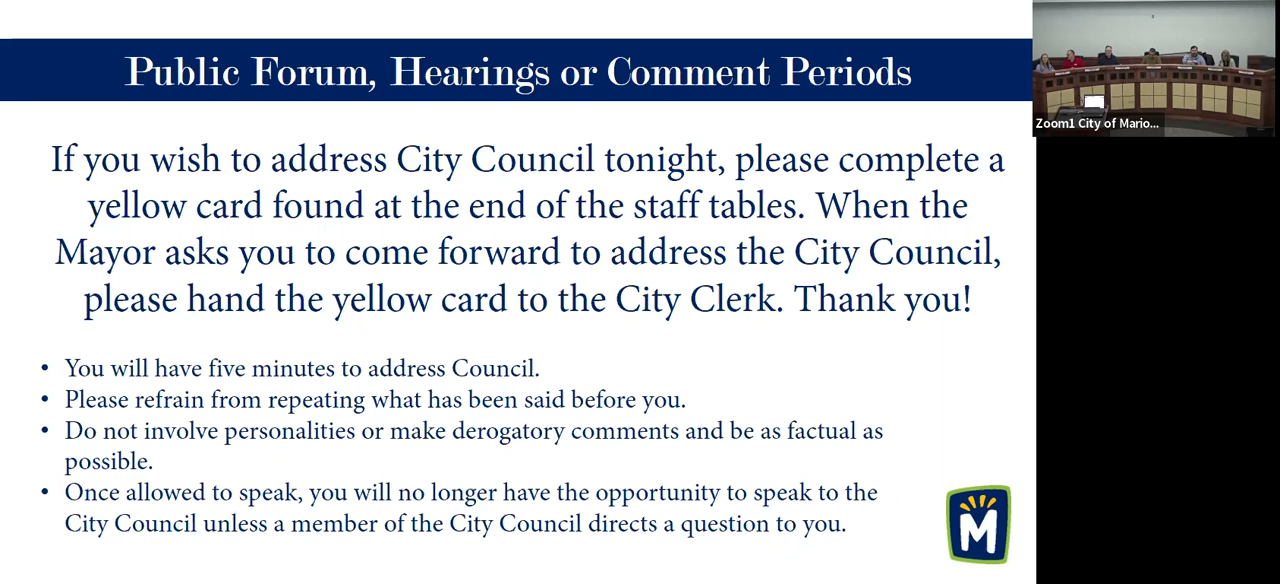 Public Forum, Hearings or Comment Periods
If you wish to address City Council tonight, please complete a
yellow card found at the end of the staff tables. When the
Mayor asks you to come forward to address the City Council,
please hand the yellow card to the City Clerk. Thank you!
• You will have five minutes to address Council.
• Please refrain from repeating what has been said before you.
• Do not involve personalities or make derogatory comments and be as factual as
possible.
• Once allowed to speak, you will no longer have the opportunity to speak to the
City Council unless a member of the City Council directs a question to you.
M
Zoom1 City of Mario...